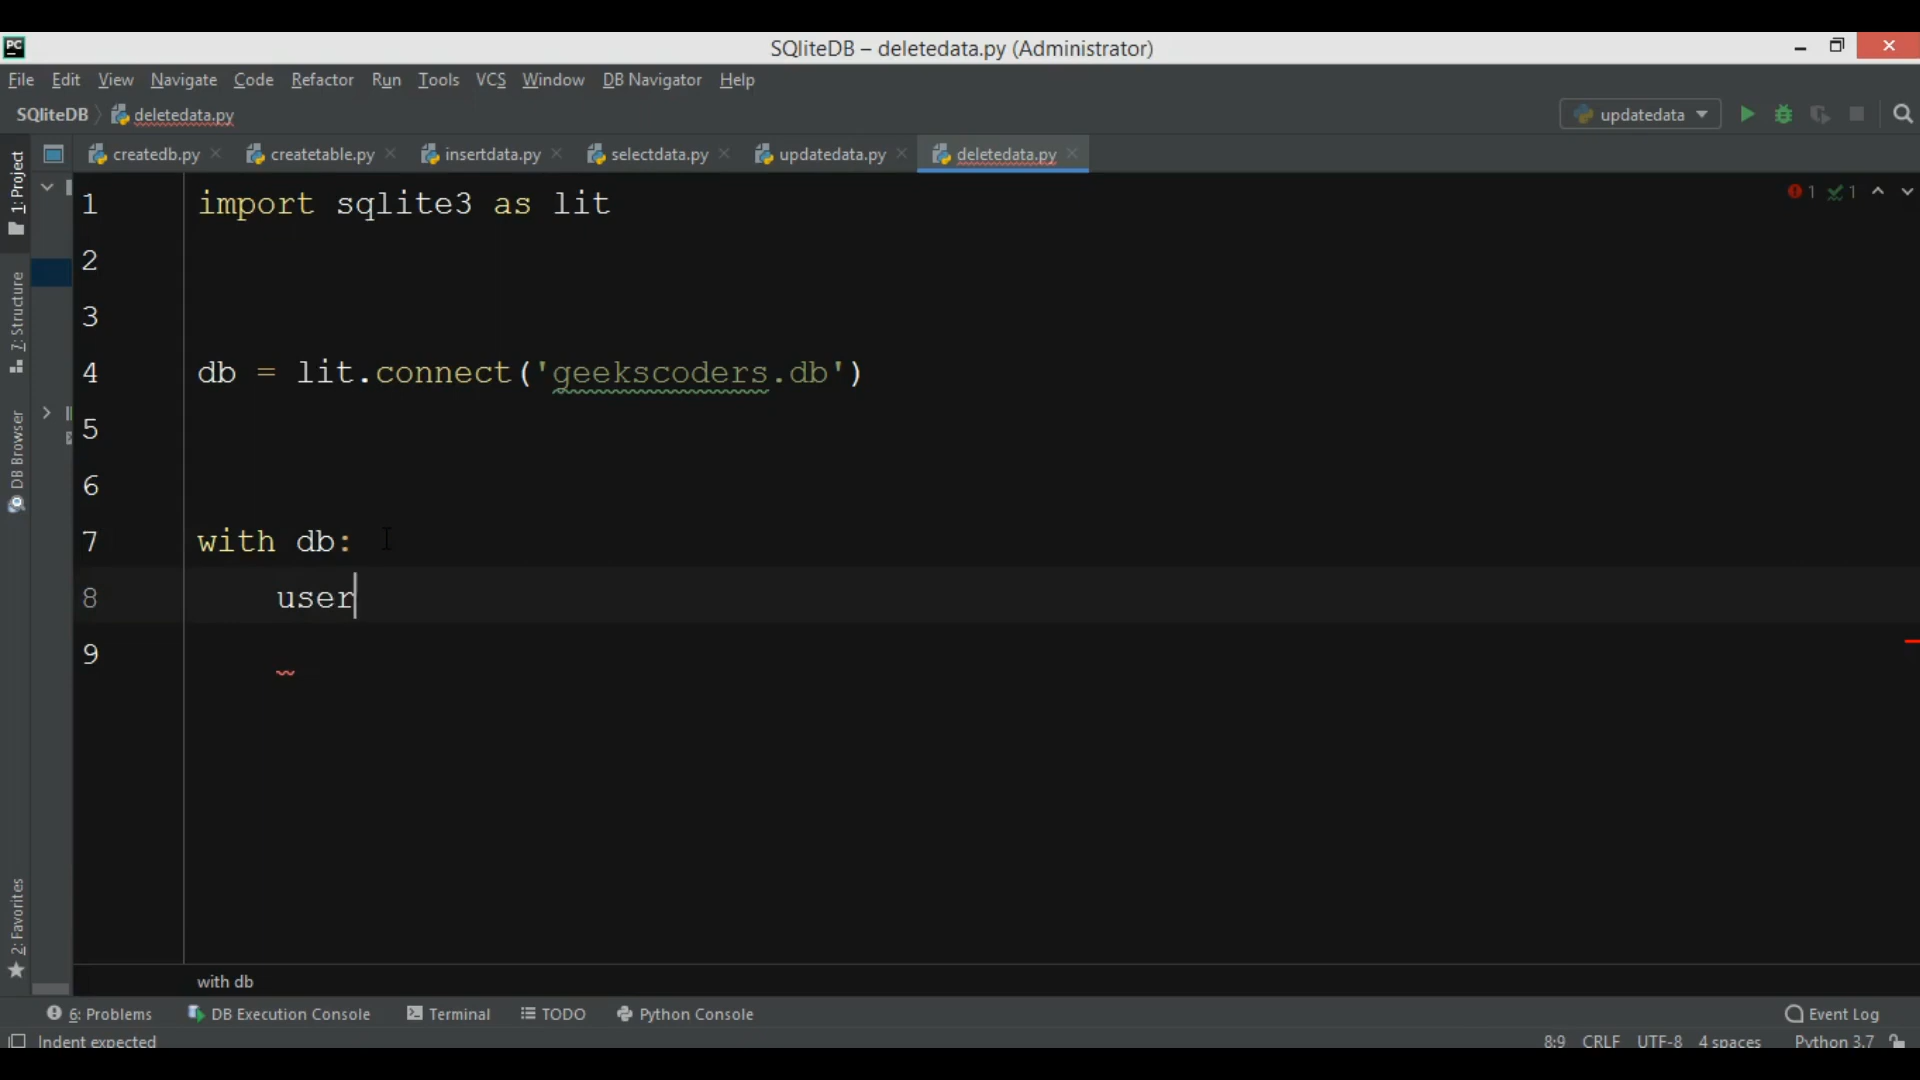 PC SQliteDB – deletedata.py (Administrator)
File Edit View Navigate Code Refactor Run Tools VCS Window DB Navigator Help
SQliteDB deletedata.py updatedata
createdb.py createtable.py insertdata.py selectdata.py updatedata.py deletedata.py
1: Project
7: Structure
DB Browser
2: Favorites
1 import sqlite3 as lit
1 1
2
3
4 db = lit.connect('geekscoders.db')
5
6
7 with db:
8 user
9
with db
6: Problems DB Execution Console Terminal TODO Python Console Event Log
Indent expected 8:9 CRLF UTF-8 4 spaces Python 3.7